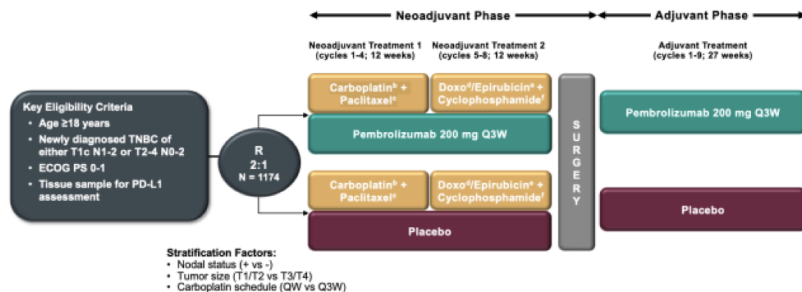 Neoadjuvant Phase
Adjuvant Phase
Neoadjuvant Treatment 1
(cycles 1-4; 12 weeks)
Neoadjuvant Treatment 2
(cycles 5-8; 12 weeks)
Adjuvant Treatment
(cycles 1-9; 27 weeks)
Key Eligibility Criteria
• Age ≥18 years
• Newly diagnosed TNBC of
either T1c N1-2 or T2-4 N0-2
• ECOG PS 0-1
• Tissue sample for PD-L1
assessment
R
2:1
N = 1174
Carboplatinᵇ +
Paclitaxelᶜ
Doxoᵈ/Epirubicinᵉ +
Cyclophosphamideᶠ
Pembrolizumab 200 mg Q3W
Carboplatinᵇ +
Paclitaxelᶜ
Doxoᵈ/Epirubicinᵉ +
Cyclophosphamideᶠ
Placebo
SURGERY
Pembrolizumab 200 mg Q3W
Placebo
Stratification Factors:
• Nodal status (+ vs -)
• Tumor size (T1/T2 vs T3/T4)
• Carboplatin schedule (QW vs Q3W)